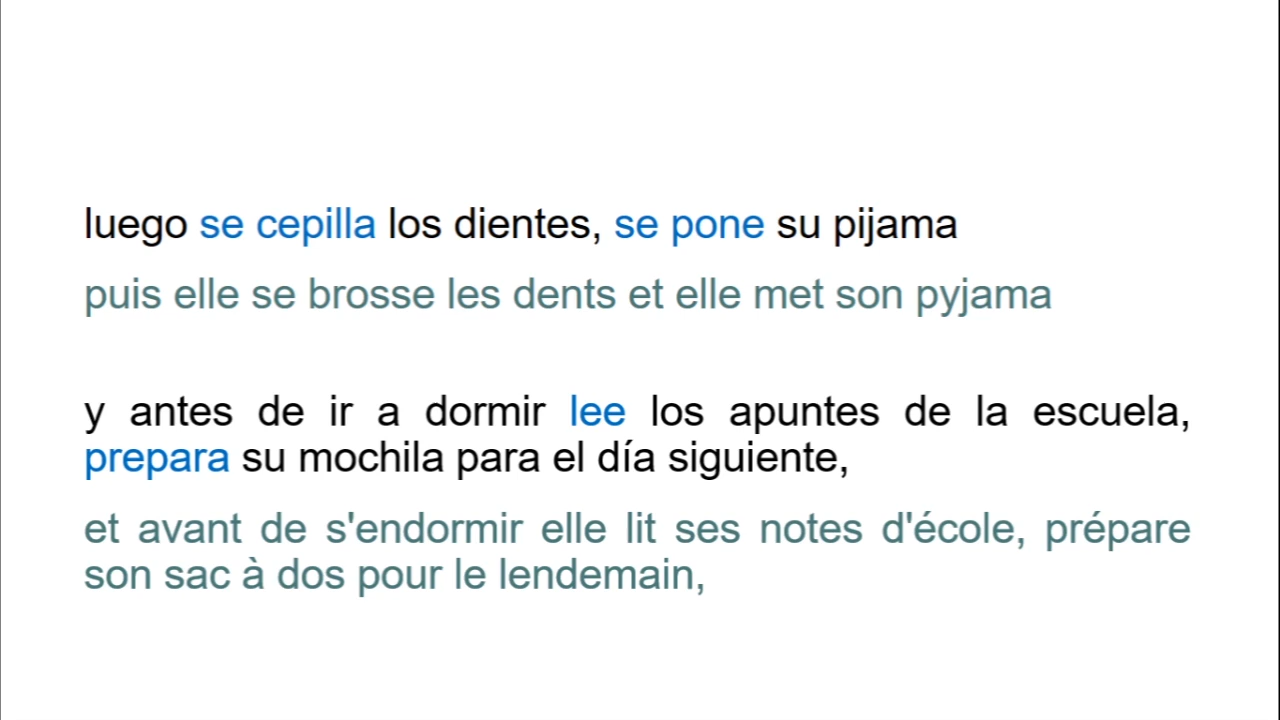 luego se cepilla los dientes, se pone su pijama
puis elle se brosse les dents et elle met son pyjama
y antes de ir a dormir lee los apuntes de la escuela,
prepara su mochila para el día siguiente,
et avant de s'endormir elle lit ses notes d'école, prépare
son sac à dos pour le lendemain,